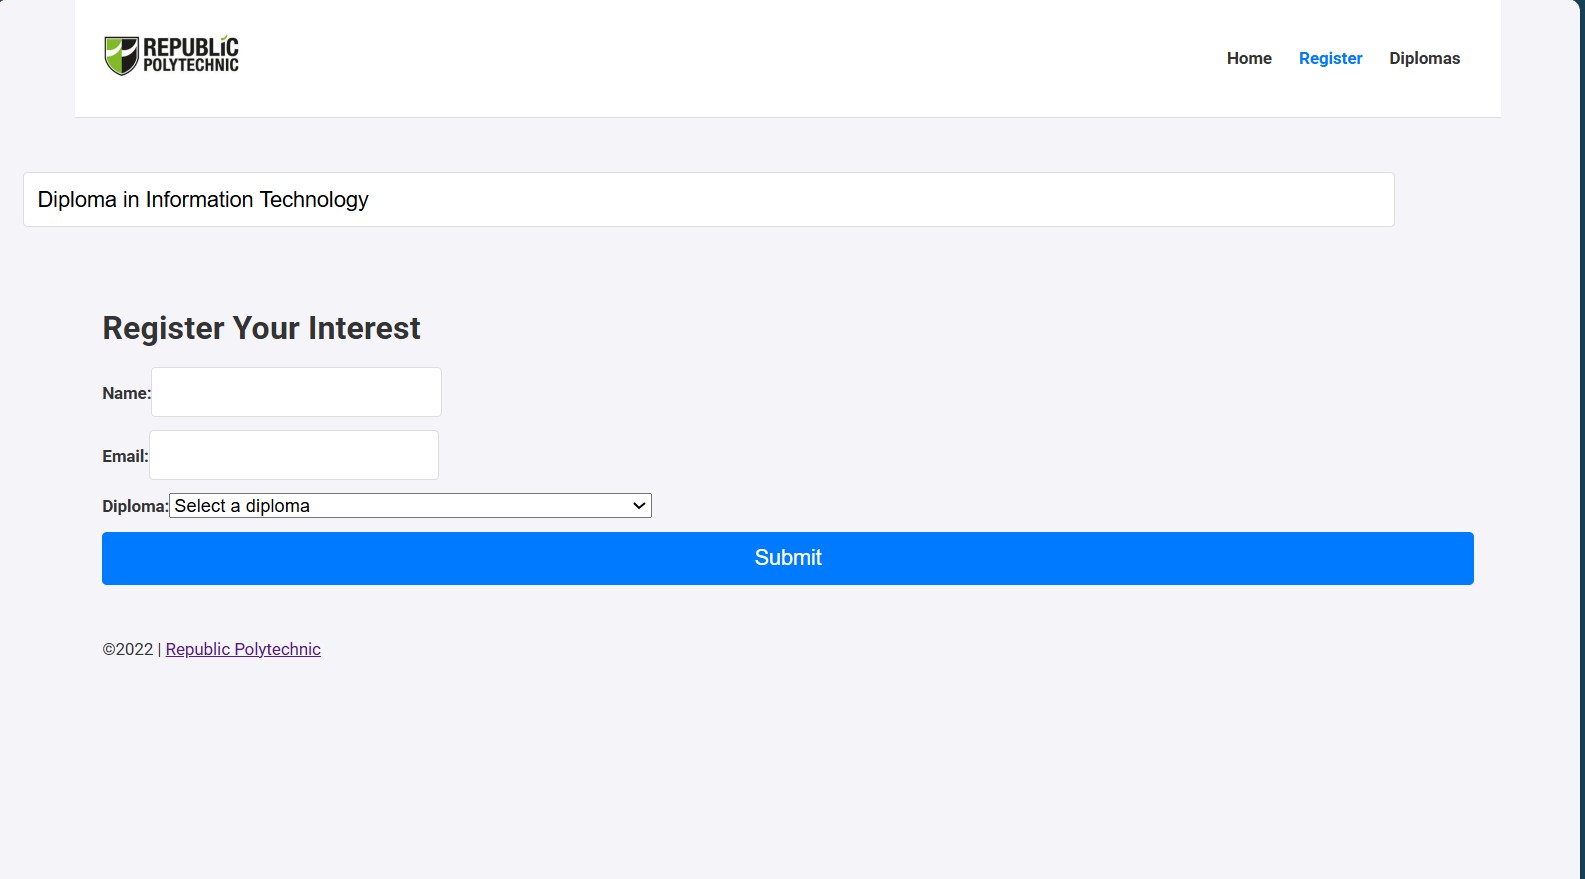 REPUBLIC
POLYTECHNIC
Home Register Diplomas
Diploma in Information Technology
Register Your Interest
Name:
Email:
Diploma: Select a diploma
Submit
©2022 | Republic Polytechnic